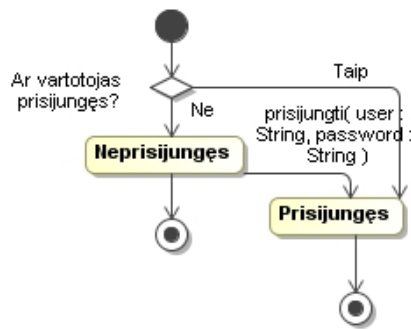 Ar vartotojas
prisijungęs?
Taip
Ne
prisijungti( user :
String, password :
String )
Neprisijungęs
Prisijungęs